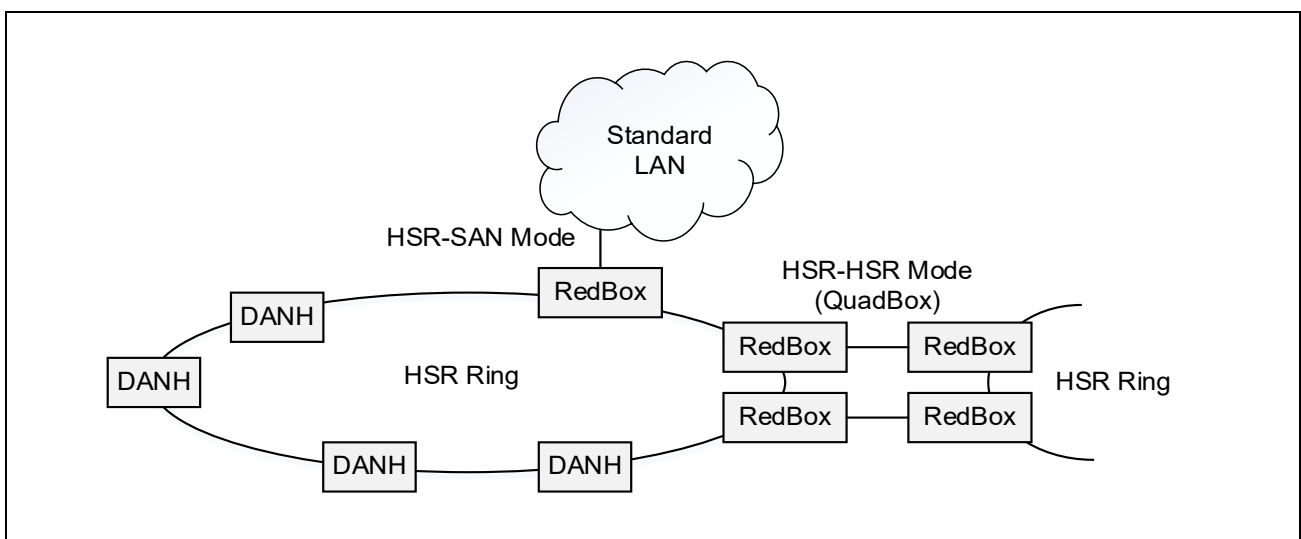 Standard
LAN
HSR-SAN Mode
RedBox
HSR-HSR Mode
(QuadBox)
DANH
RedBox
RedBox
DANH
HSR Ring
HSR Ring
RedBox
RedBox
DANH
DANH